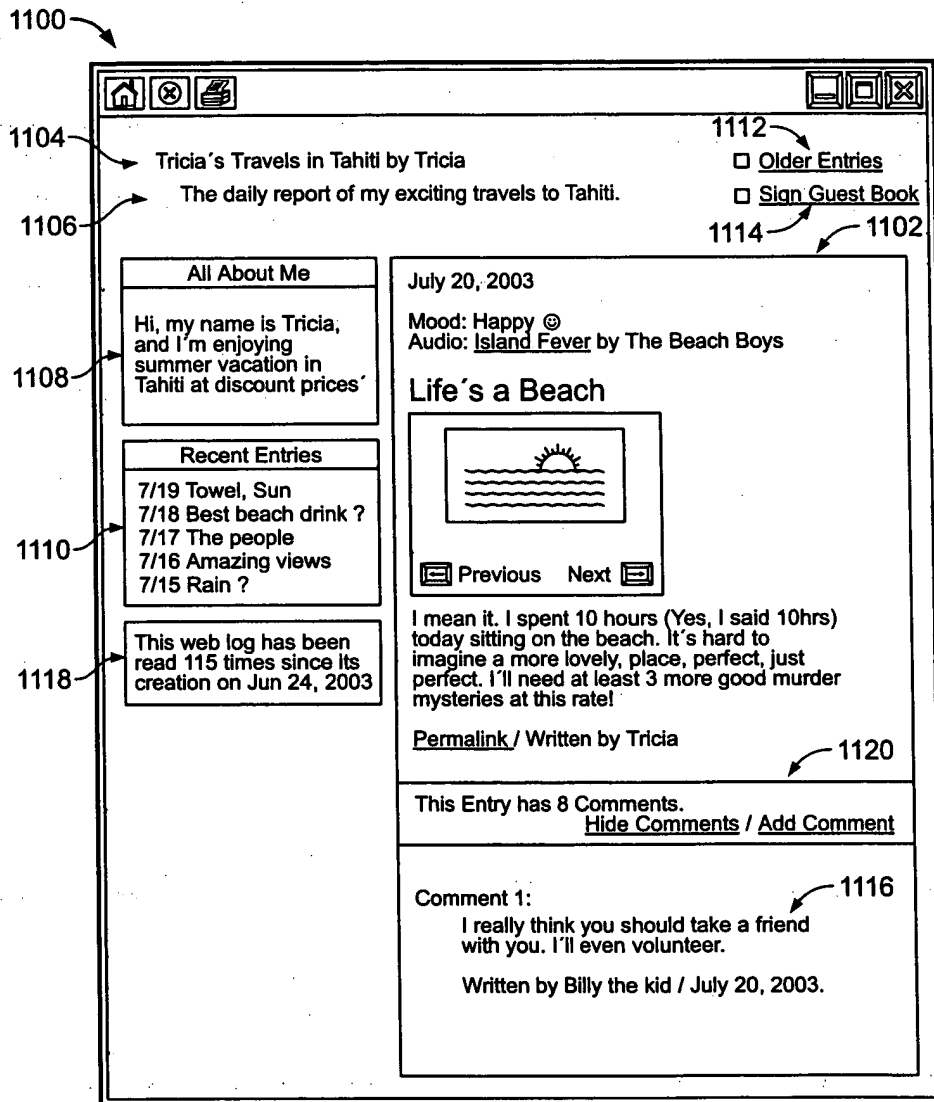 1100
1104
Tricia´s Travels in Tahiti by Tricia
1106
The daily report of my exciting travels to Tahiti.
1112
Older Entries
Sign Guest Book
1114
1102
All About Me
1108
Hi, my name is Tricia,
and I´m enjoying
summer vacation in
Tahiti at discount prices´
Recent Entries
1110
7/19 Towel, Sun
7/18 Best beach drink ?
7/17 The people
7/16 Amazing views
7/15 Rain ?
1118
This web log has been
read 115 times since its
creation on Jun 24, 2003
July 20, 2003
Mood: Happy ☺
Audio: Island Fever by The Beach Boys
Life´s a Beach
Previous Next
I mean it. I spent 10 hours (Yes, I said 10hrs)
today sitting on the beach. It´s hard to
imagine a more lovely, place, perfect, just
perfect. I´ll need at least 3 more good murder
mysteries at this rate!
Permalink / Written by Tricia
1120
This Entry has 8 Comments.
Hide Comments / Add Comment
1116
Comment 1:
I really think you should take a friend
with you. I´ll even volunteer.
Written by Billy the kid / July 20, 2003.